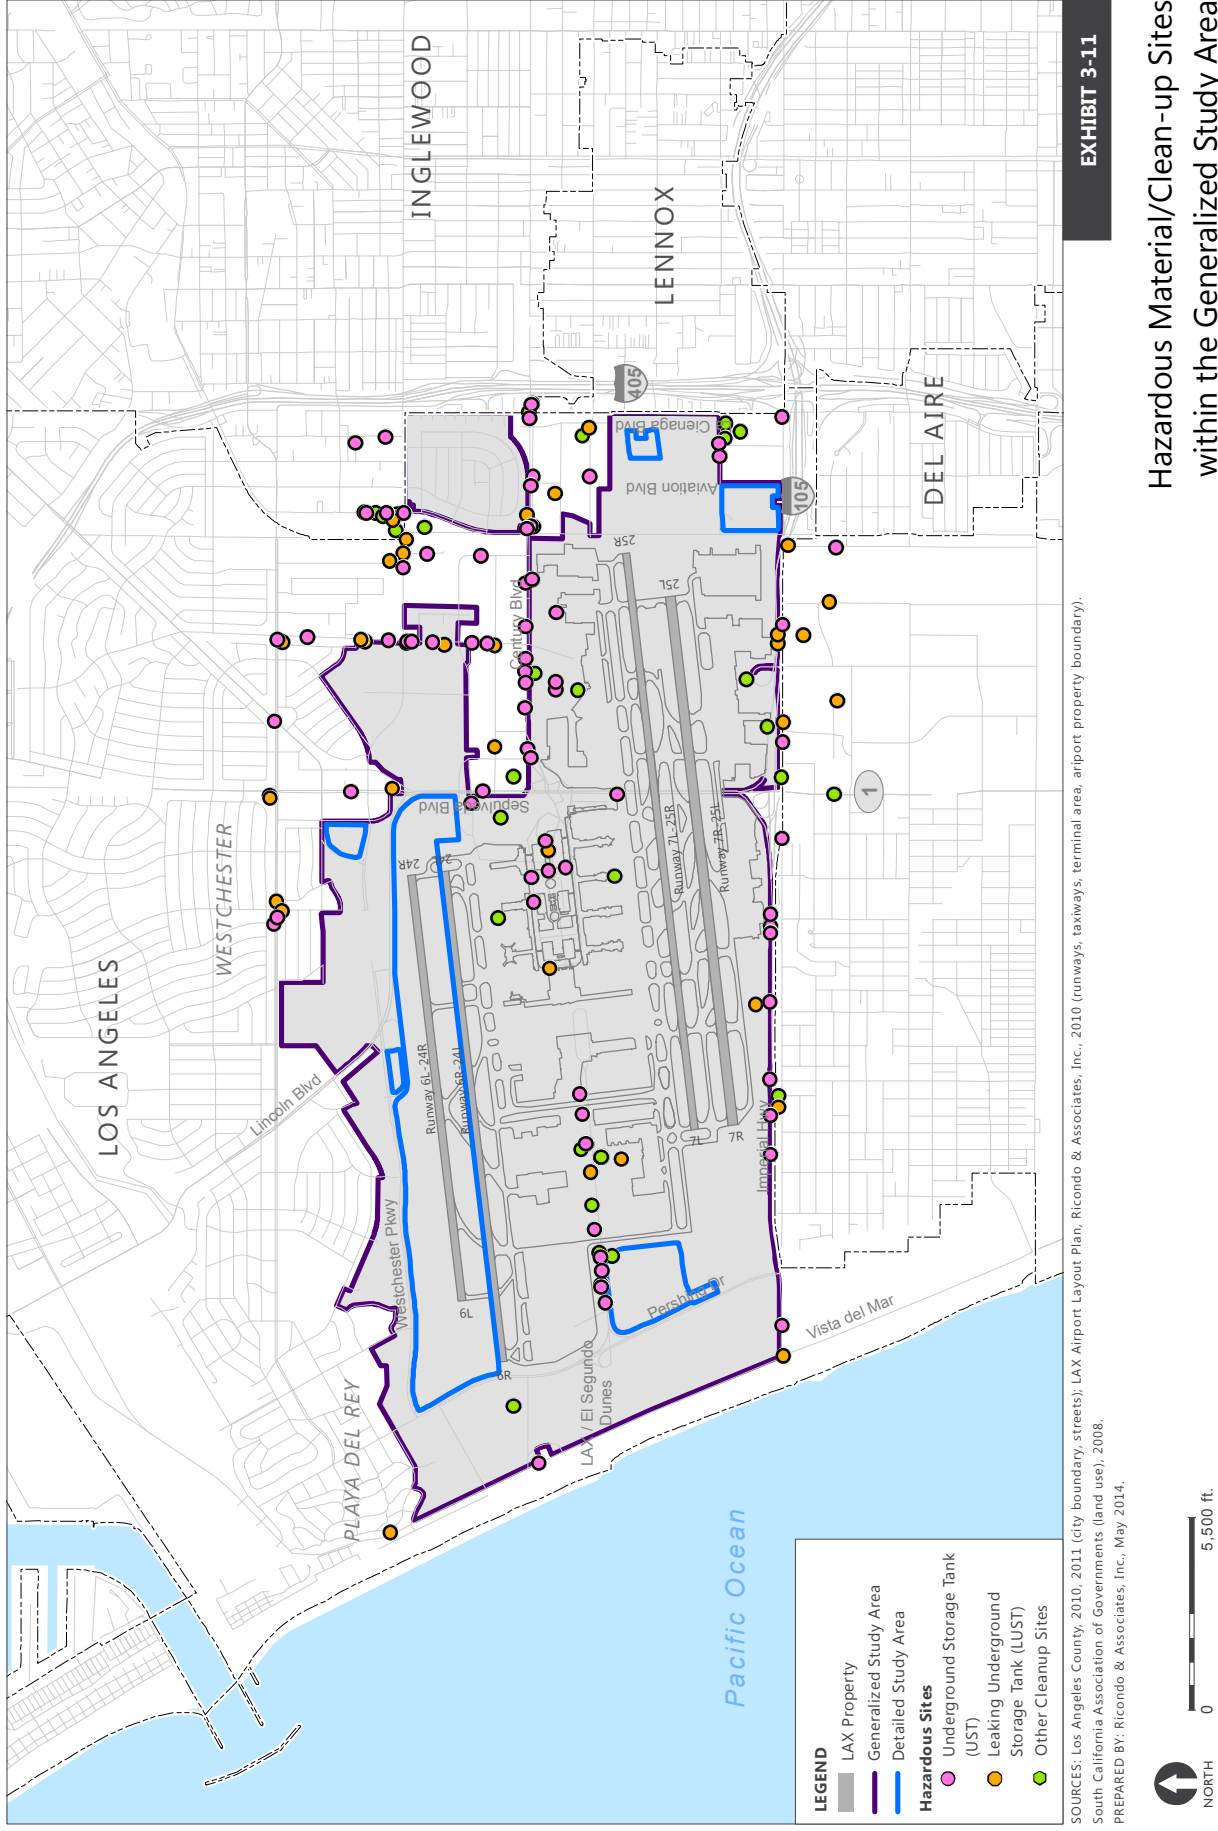 EXHIBIT 3-11
Hazardous Material/Clean-up Sites
within the Generalized Study Area
LOS ANGELES
WESTCHESTER
PLAYA DEL REY
INGLEWOOD
LENNOX
DEL AIRE
Pacific Ocean
405
105
1
Lincoln Blvd
Westchester Pkwy
Sepulveda Blvd
Century Blvd
Aviation Blvd
Cienaga Blvd
Imperial Hwy
Pershing Dr
Vista del Mar
LAX / El Segundo
Dunes
Runway 6L-24R
Runway 6R-24L
Runway 7L-25R
Runway 7R-25L
24R
24L
6L
6R
25R
25L
7L
7R
LEGEND
LAX Property
Generalized Study Area
Detailed Study Area
Hazardous Sites
Underground Storage Tank
(UST)
Leaking Underground
Storage Tank (LUST)
Other Cleanup Sites
SOURCES: Los Angeles County, 2010, 2011 (city boundary, streets); LAX Airport Layout Plan, Ricondo & Associates, Inc., 2010 (runways, taxiways, terminal area, ariport property boundary).
South California Association of Governments (land use), 2008.
PREPARED BY: Ricondo & Associates, Inc., May 2014.
NORTH
0
5,500 ft.